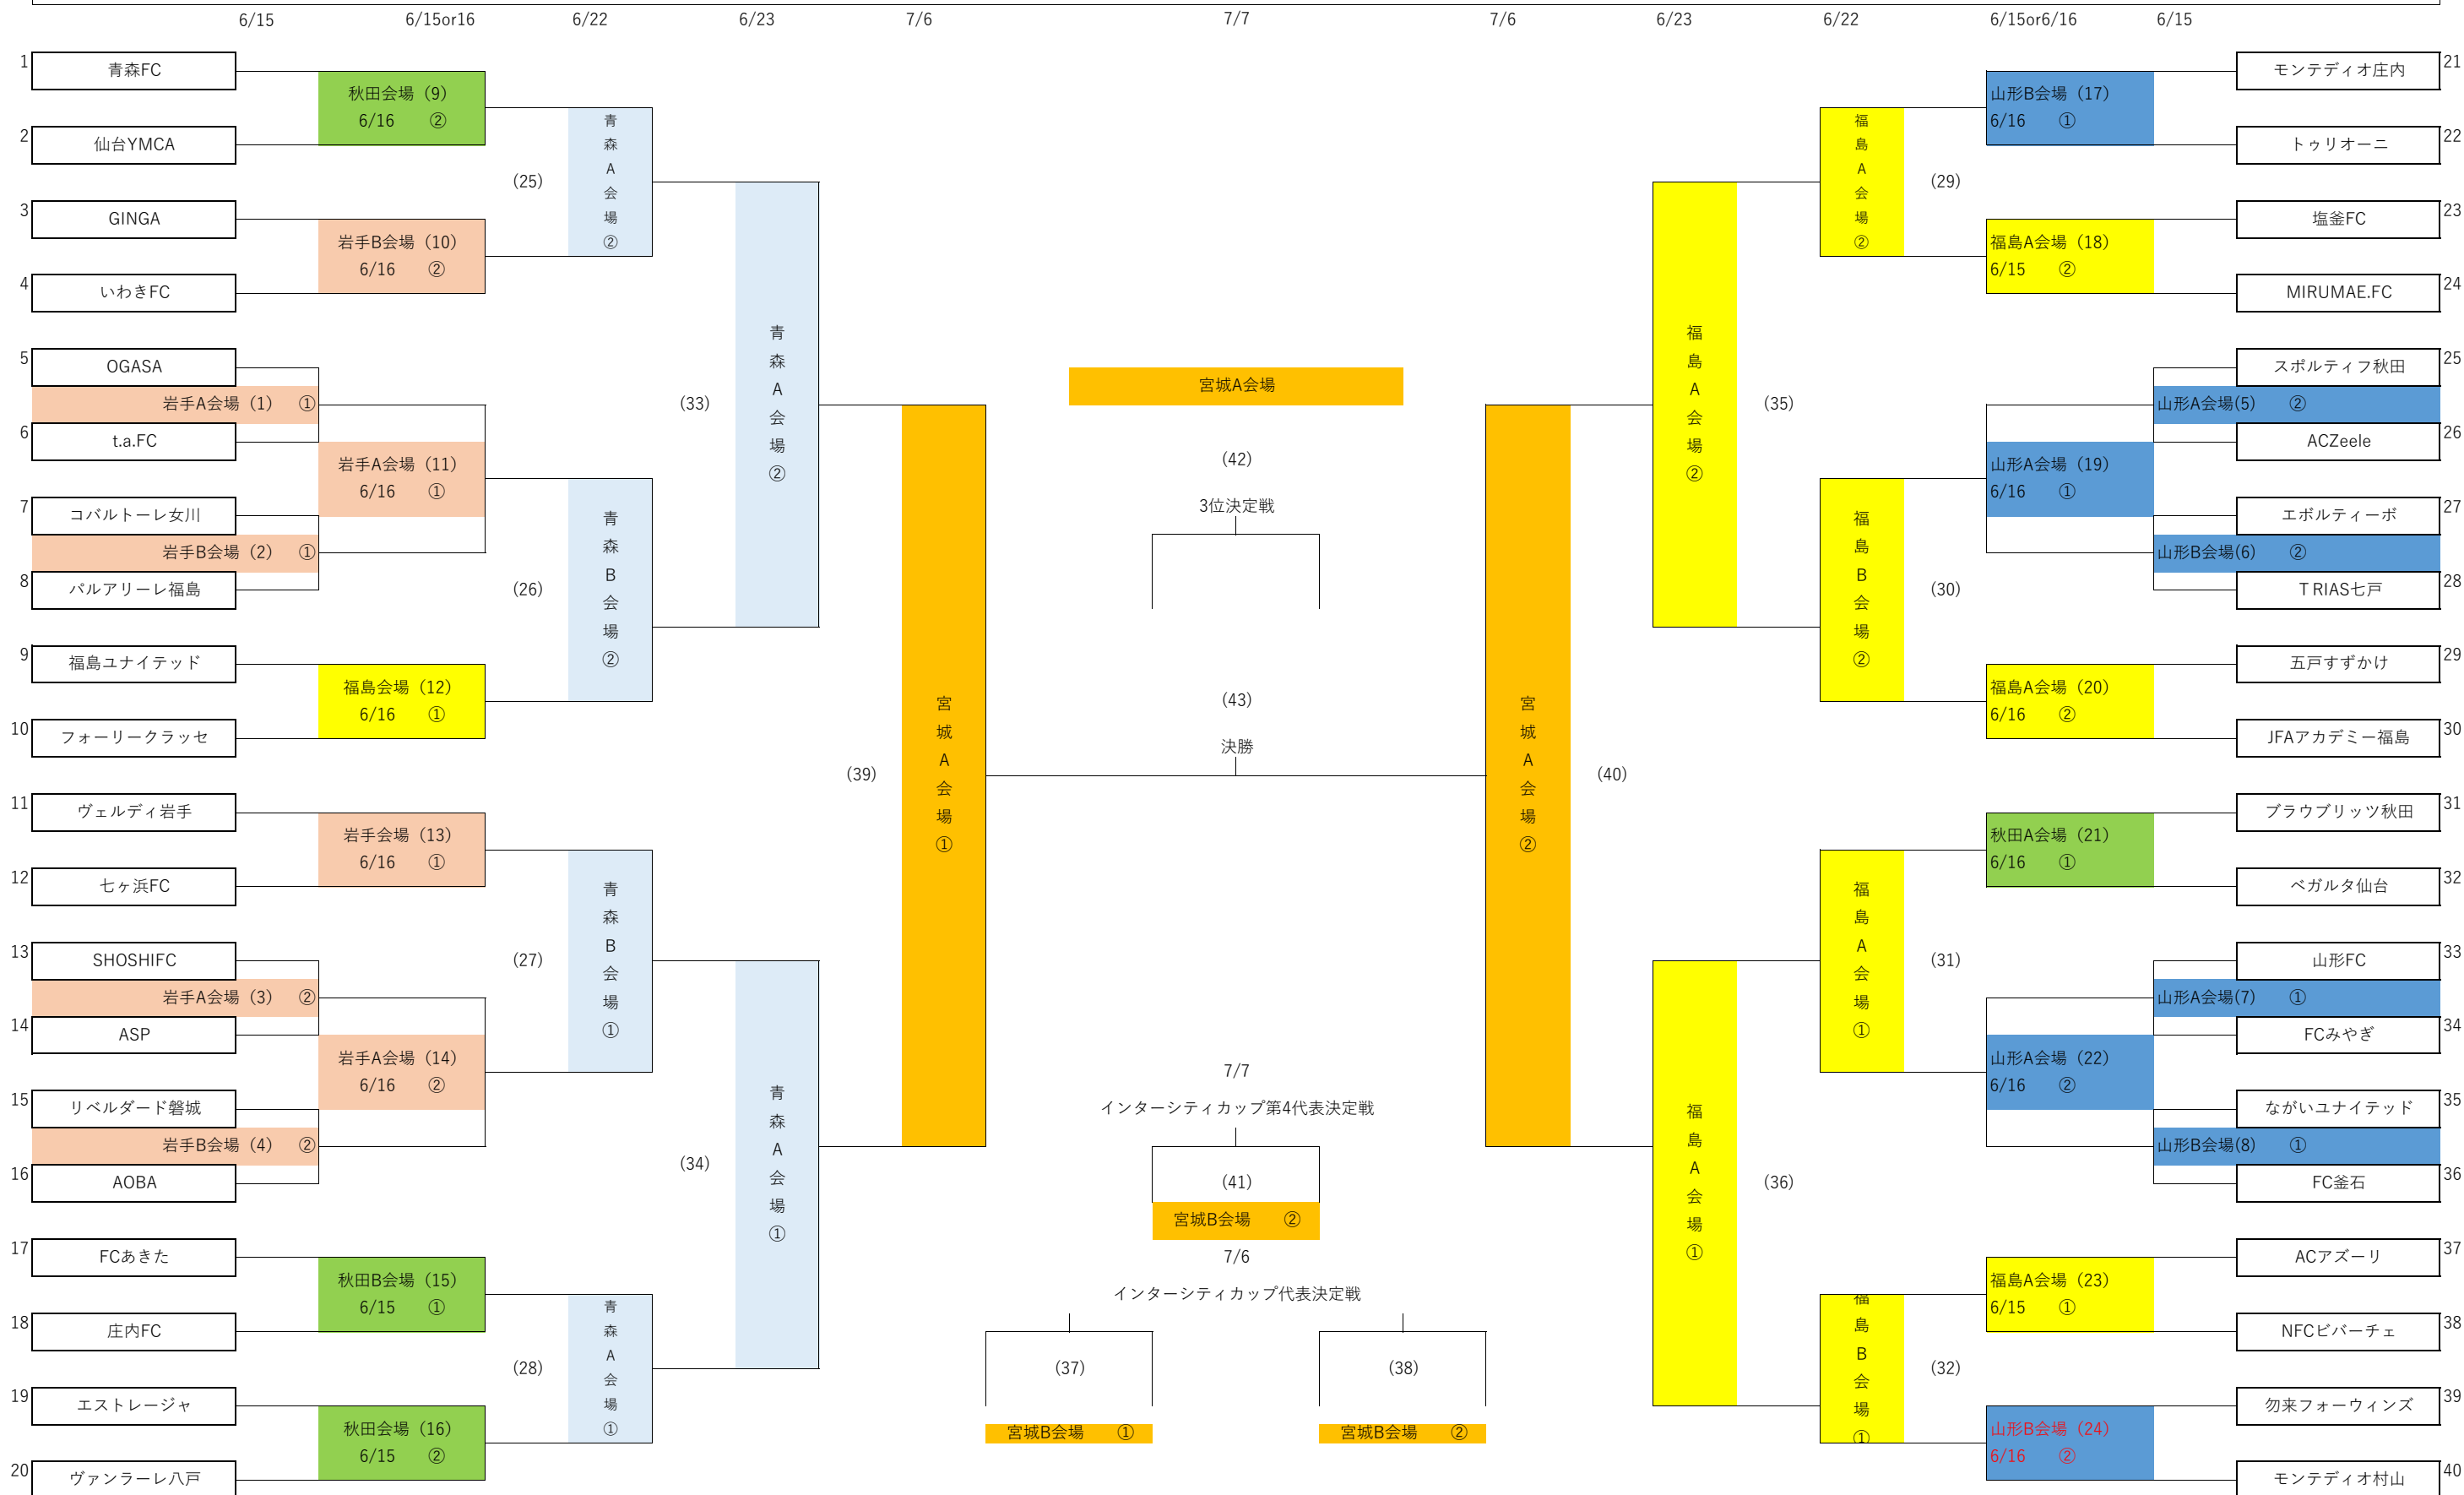 6/15 6/15or16 6/22 6/23 7/6 7/7 7/6 6/23 6/22 6/15or6/16 6/15
1 青森FC
秋田会場（9）
6/16 ②
2 仙台YMCA
3 GINGA
岩手B会場（10）
6/16 ②
4 いわきFC
(25)
青森A会場②
5 OGASA
岩手A会場（1） ①
6 t.a.FC
岩手A会場（11）
6/16 ①
7 コバルトーレ女川
岩手B会場（2） ①
8 パルアリーレ福島
(26)
青森B会場②
9 福島ユナイテッド
福島会場（12）
6/16 ①
10 フォーリークラッセ
(33)
青森A会場②
11 ヴェルディ岩手
岩手会場（13）
6/16 ①
12 七ヶ浜FC
(27)
青森B会場①
13 SHOSHIFC
岩手A会場（3） ②
14 ASP
岩手A会場（14）
6/16 ②
15 リベルダード磐城
岩手B会場（4） ②
16 AOBA
(34)
青森A会場①
17 FCあきた
秋田B会場（15）
6/15 ①
18 庄内FC
(28)
青森A会場①
19 エストレージャ
秋田会場（16）
6/15 ②
20 ヴァンラーレ八戸
(39)
宮城A会場①
宮城A会場
(42)
3位決定戦
(43)
決勝
7/7
インターシティカップ第4代表決定戦
(41)
宮城B会場 ②
7/6
インターシティカップ代表決定戦
(37) (38)
宮城B会場 ① 宮城B会場 ②
宮城A会場②
(40)
福島A会場②
(35)
福島A会場①
(36)
福島A会場②
(29)
福島B会場②
(30)
福島A会場①
(31)
福島B会場①
(32)
モンテディオ庄内 21
山形B会場（17）
6/16 ①
トゥリオーニ 22
塩釜FC 23
福島A会場（18）
6/15 ②
MIRUMAE.FC 24
スポルティフ秋田 25
山形A会場(5) ②
ACZeele 26
山形A会場（19）
6/16 ①
エボルティーボ 27
山形B会場(6) ②
T RIAS七戸 28
五戸すずかけ 29
福島A会場（20）
6/16 ②
JFAアカデミー福島 30
ブラウブリッツ秋田 31
秋田A会場（21）
6/16 ①
ベガルタ仙台 32
山形FC 33
山形A会場(7) ①
FCみやぎ 34
山形A会場（22）
6/16 ②
ながいユナイテッド 35
山形B会場(8) ①
FC釜石 36
ACアズーリ 37
福島A会場（23）
6/15 ①
NFCビバーチェ 38
勿来フォーウィンズ 39
山形B会場（24）
6/16 ②
モンテディオ村山 40